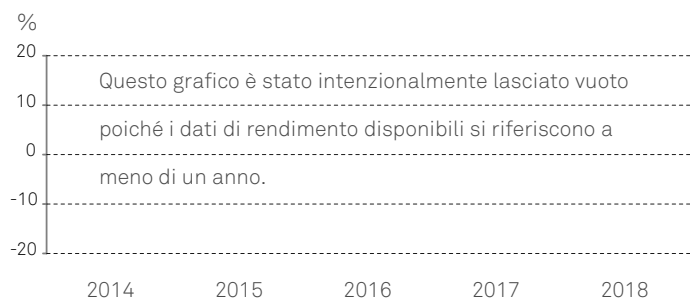 %
20
Questo grafico è stato intenzionalmente lasciato vuoto
10
poiché i dati di rendimento disponibili si riferiscono a
0
meno di un anno.
-10
-20
2014 2015 2016 2017 2018